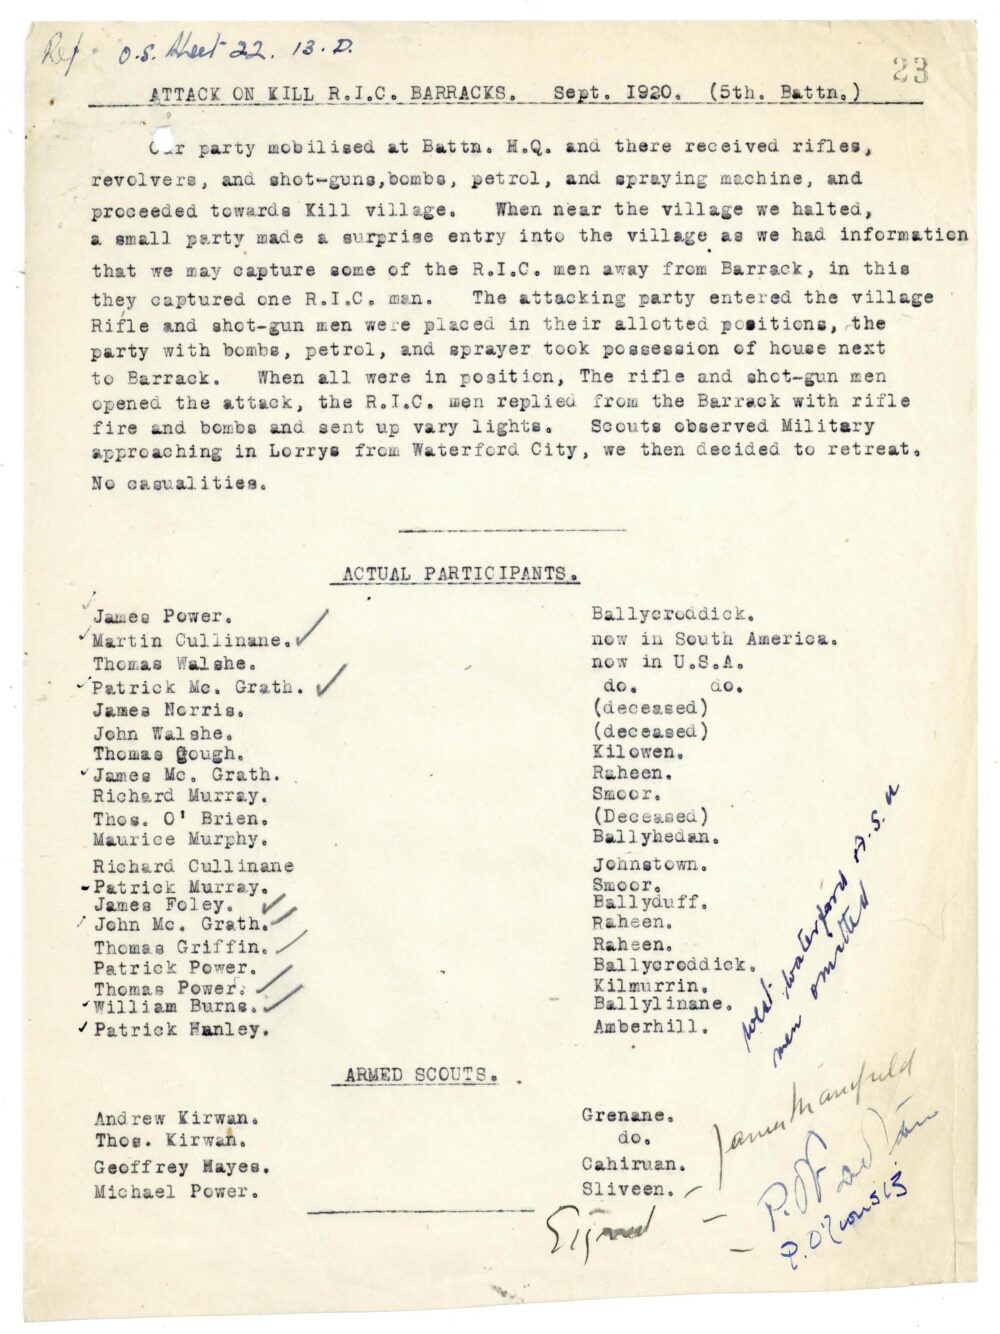 Ref - O.S. Sheet 22. 13. D.
23
ATTACK ON KILL R.I.C. BARRACKS. Sept. 1920. (5th. Battn.)
Our party mobilised at Battn. H.Q. and there received rifles,
revolvers, and shot-guns,bombs, petrol, and spraying machine, and
proceeded towards Kill village. When near the village we halted,
a small party made a surprise entry into the village as we had information
that we may capture some of the R.I.C. men away from Barrack, in this
they captured one R.I.C. man. The attacking party entered the village
Rifle and shot-gun men were placed in their allotted positions, the
party with bombs, petrol, and sprayer took possession of house next
to Barrack. When all were in position, The rifle and shot-gun men
opened the attack, the R.I.C. men replied from the Barrack with rifle
fire and bombs and sent up vary lights. Scouts observed Military
approaching in Lorrys from Waterford City, we then decided to retreat.
No casualities.
ACTUAL PARTICIPANTS.
James Power. Ballycroddick.
Martin Cullinane. now in South America.
Thomas Walshe. now in U.S.A.
Patrick Mc. Grath. do. do.
James Norris. (deceased)
John Walshe. (deceased)
Thomas Gough. Kilowen.
James Mc. Grath. Raheen.
Richard Murray. Smoor.
Thos. O' Brien. (Deceased)
Maurice Murphy. Ballyhedan.
Richard Cullinane Johnstown.
Patrick Murray. Smoor.
James Foley. Ballyduff.
John Mc. Grath. Raheen.
Thomas Griffin. Raheen.
Patrick Power. Ballycroddick.
Thomas Power. Kilmurrin.
William Burns. Ballylinane.
Patrick Hanley. Amberhill.
West Waterford A.S.U
men omitted
ARMED SCOUTS.
Andrew Kirwan. Grenane.
Thos. Kirwan. do.
Geoffrey Hayes. Cahiruan.
Michael Power. Sliveen.
Signed
James Mansfield
P.
P.